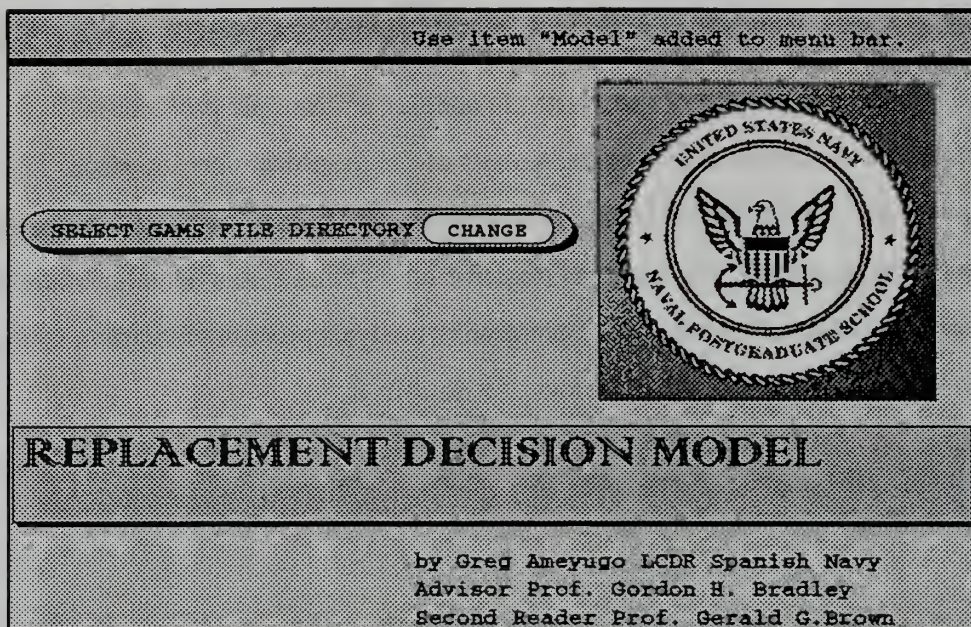 Use item "Model" added to menu bar.
UNITED STATES NAVY
NAVAL POSTGRADUATE SCHOOL
SELECT GAMS FILE DIRECTORY CHANGE
REPLACEMENT DECISION MODEL
by Greg Ameyugo LCDR Spanish Navy
Advisor Prof. Gordon H. Bradley
Second Reader Prof. Gerald G.Brown